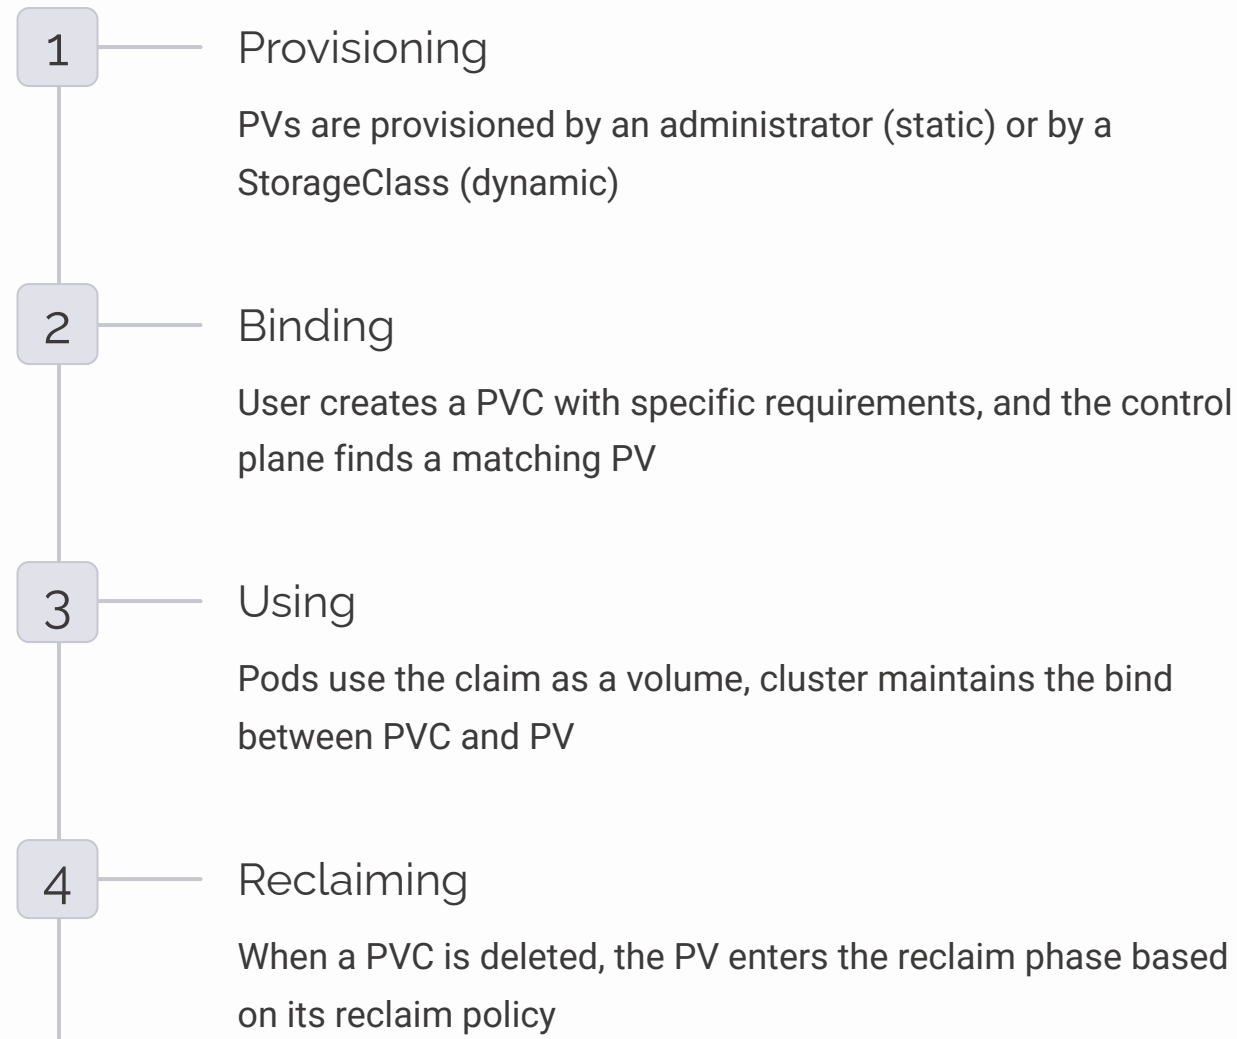 1
Provisioning
PVs are provisioned by an administrator (static) or by a
StorageClass (dynamic)
2
Binding
User creates a PVC with specific requirements, and the control
plane finds a matching PV
3
Using
Pods use the claim as a volume, cluster maintains the bind
between PVC and PV
4
Reclaiming
When a PVC is deleted, the PV enters the reclaim phase based
on its reclaim policy